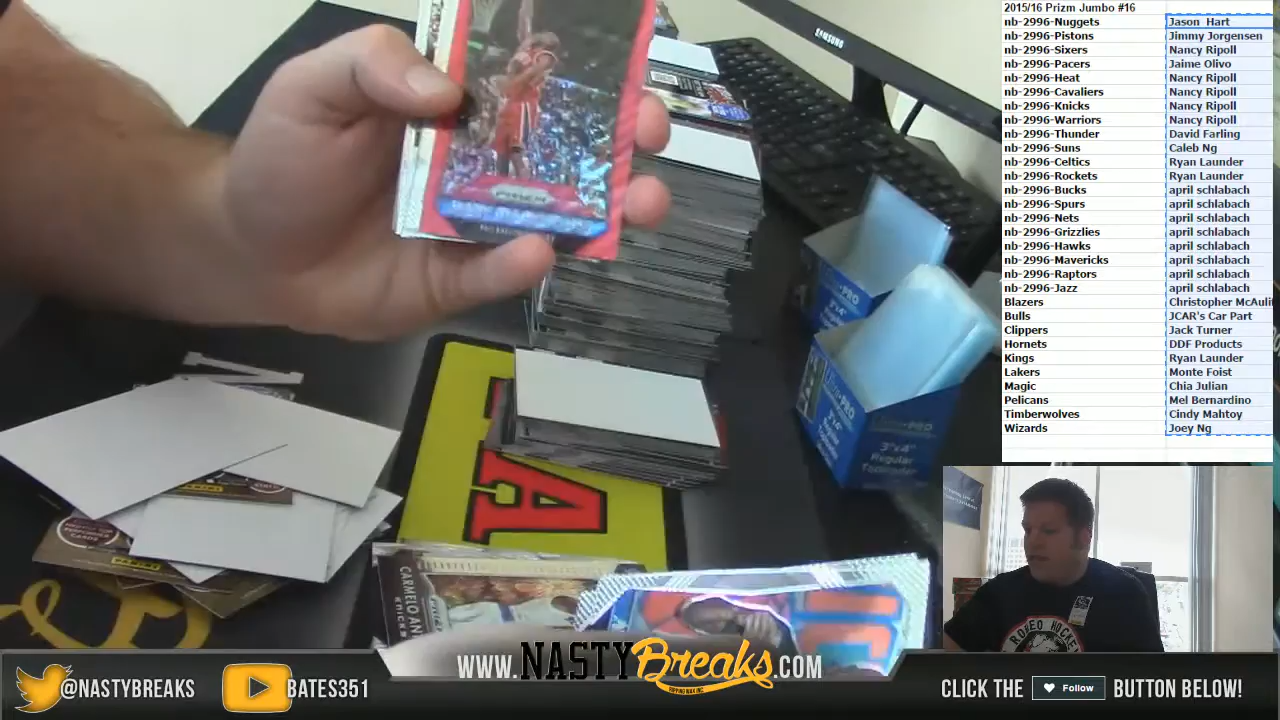 2015/16 Prizm Jumbo #16
nb-2996-Nuggets Jason Hart
nb-2996-Pistons Jimmy Jorgensen
nb-2996-Sixers Nancy Ripoll
nb-2996-Pacers Jaime Olivo
nb-2996-Heat Nancy Ripoll
nb-2996-Cavaliers Nancy Ripoll
nb-2996-Knicks Nancy Ripoll
nb-2996-Warriors Nancy Ripoll
nb-2996-Thunder David Farling
nb-2996-Suns Caleb Ng
nb-2996-Celtics Ryan Launder
nb-2996-Rockets Ryan Launder
nb-2996-Bucks april schlabach
nb-2996-Spurs april schlabach
nb-2996-Nets april schlabach
nb-2996-Grizzlies april schlabach
nb-2996-Hawks april schlabach
nb-2996-Mavericks april schlabach
nb-2996-Raptors april schlabach
nb-2996-Jazz april schlabach
Blazers Christopher McAulif
Bulls JCAR's Car Part
Clippers Jack Turner
Hornets DDF Products
Kings Ryan Launder
Lakers Monte Foist
Magic Chia Julian
Pelicans Mel Bernardino
Timberwolves Cindy Mahtoy
Wizards Joey Ng
SAMSUNG
PRIZM
3"x4"
Regular
Toploader
A
PANINI
CARMELO AN
KNICKS
WWW.NASTYBreaks.COM
@NASTYBREAKS
BATES351
CLICK THE Follow BUTTON BELOW!